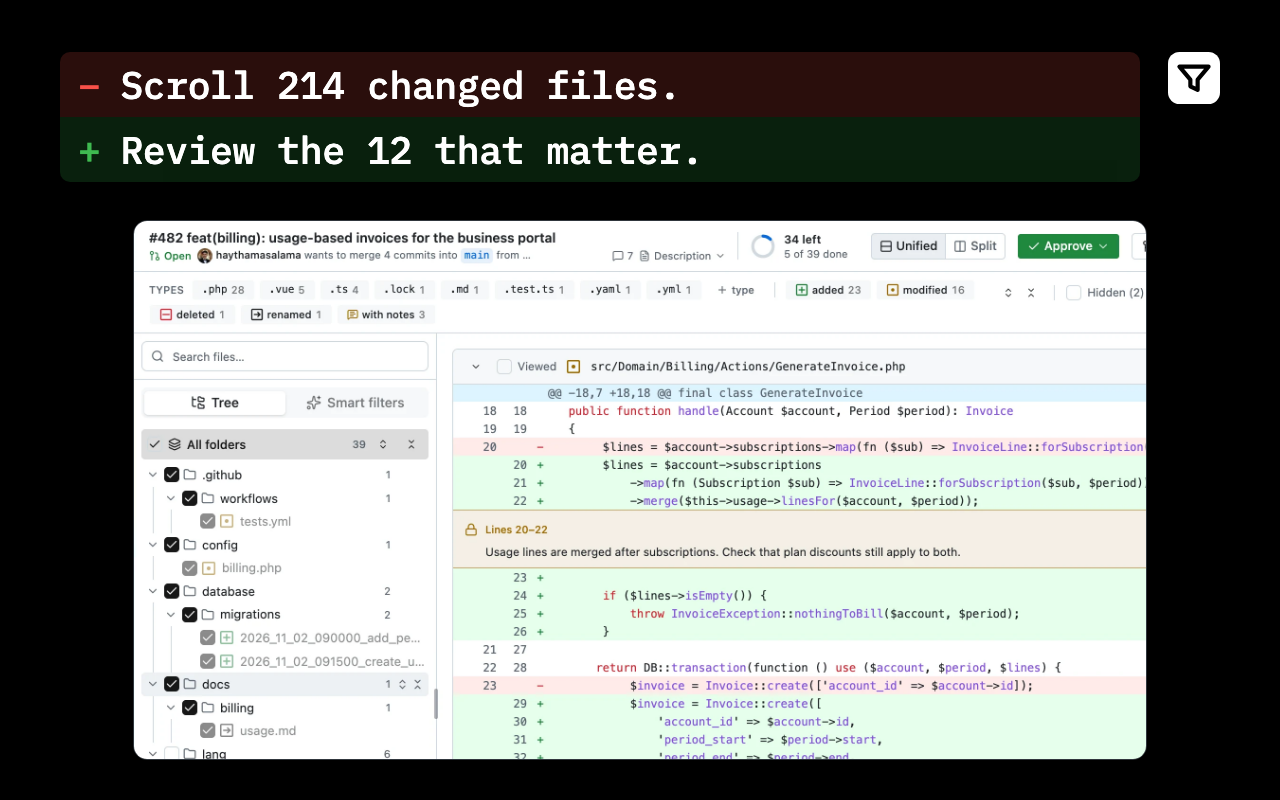 − Scroll 214 changed files.
+ Review the 12 that matter.
#482 feat(billing): usage-based invoices for the business portal
Open haythamasalama wants to merge 4 commits into main from ...
7 Description
34 left
5 of 39 done
Unified Split
Approve
TYPES .php 28 .vue 5 .ts 4 .lock 1 .md 1 .test.ts 1 .yaml 1 .yml 1 + type added 23 modified 16 Hidden (2)
deleted 1 renamed 1 with notes 3
Search files...
Tree Smart filters
All folders 39
.github 1
workflows 1
tests.yml
config 1
billing.php
database 2
migrations 2
2026_11_02_090000_add_pe...
2026_11_02_091500_create_u...
docs 1
billing 1
usage.md
lang 6
Viewed src/Domain/Billing/Actions/GenerateInvoice.php
@@ -18,7 +18,18 @@ final class GenerateInvoice
18 18 public function handle(Account $account, Period $period): Invoice
19 19 {
20 − $lines = $account->subscriptions->map(fn ($sub) => InvoiceLine::forSubscription(
20 + $lines = $account->subscriptions
21 + ->map(fn (Subscription $sub) => InvoiceLine::forSubscription($sub, $period))
22 + ->merge($this->usage->linesFor($account, $period));
Lines 20–22
Usage lines are merged after subscriptions. Check that plan discounts still apply to both.
23 +
24 + if ($lines->isEmpty()) {
25 + throw InvoiceException::nothingToBill($account, $period);
26 + }
21 27
22 28 return DB::transaction(function () use ($account, $period, $lines) {
23 − $invoice = Invoice::create(['account_id' => $account->id]);
29 + $invoice = Invoice::create([
30 + 'account_id' => $account->id,
31 + 'period_start' => $period->start,
32 + 'period_end' => $period->end,